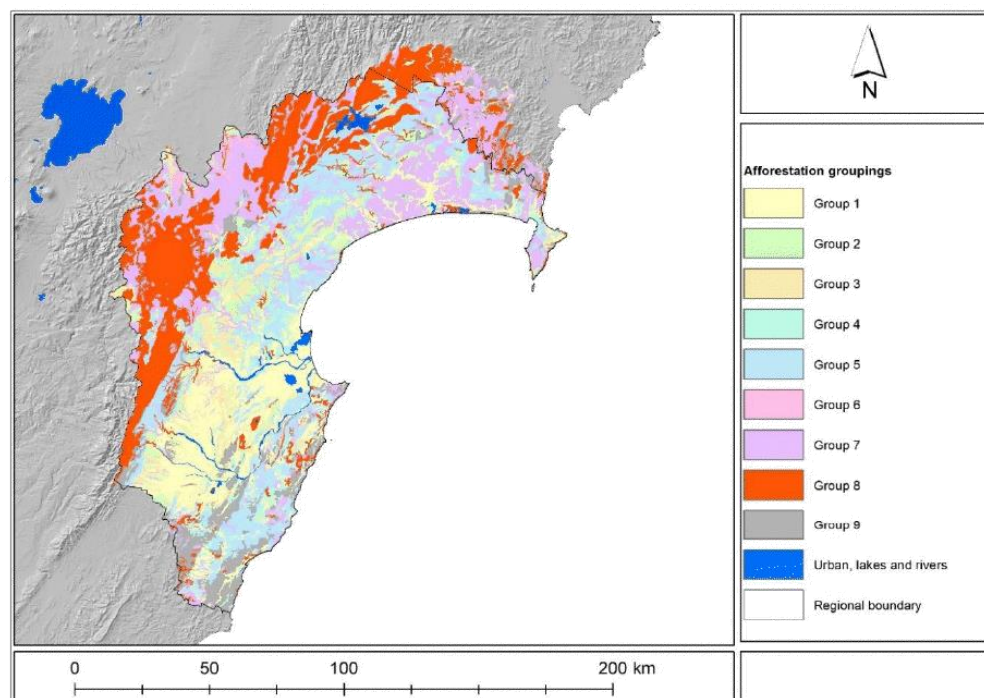 N
Afforestation groupings
Group 1
Group 2
Group 3
Group 4
Group 5
Group 6
Group 7
Group 8
Group 9
Urban, lakes and rivers
Regional boundary
0 50 100 200 km